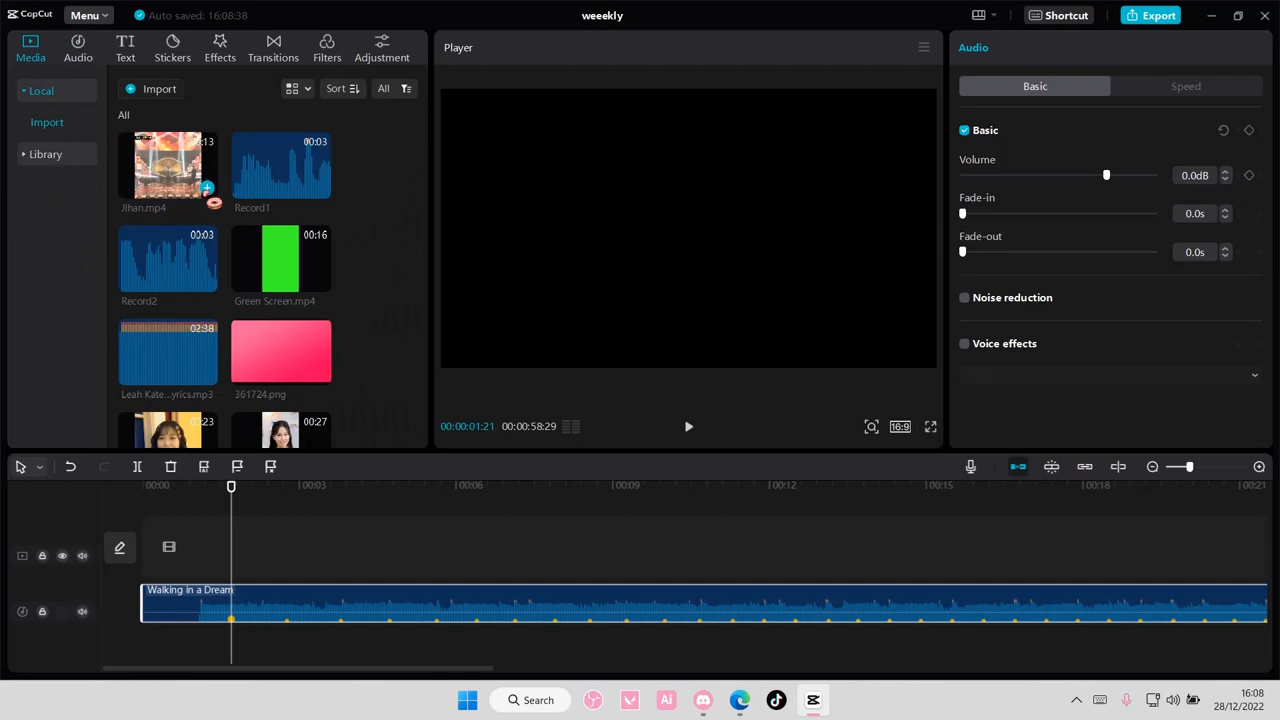 CapCut
Menu
Auto saved: 16:08:38
weeekly
Shortcut
Export
Media
Audio
Text
Stickers
Effects
Transitions
Filters
Adjustment
Local
Import
Library
Import
Sort
All
All
:13
Jihan.mp4
00:03
Record1
00:03
Record2
00:16
Green Screen.mp4
02:38
Leah Kate...yrics.mp3
361724.png
00:23
00:27
Player
00:00:01:21
00:00:58:29
16:9
Audio
Basic
Speed
Basic
Volume
0.0dB
Fade-in
0.0s
Fade-out
0.0s
Noise reduction
Voice effects
00:00
00:03
00:06
00:09
00:12
00:15
00:18
00:21
Walking in a Dream
Search
Ai
16:08
28/12/2022